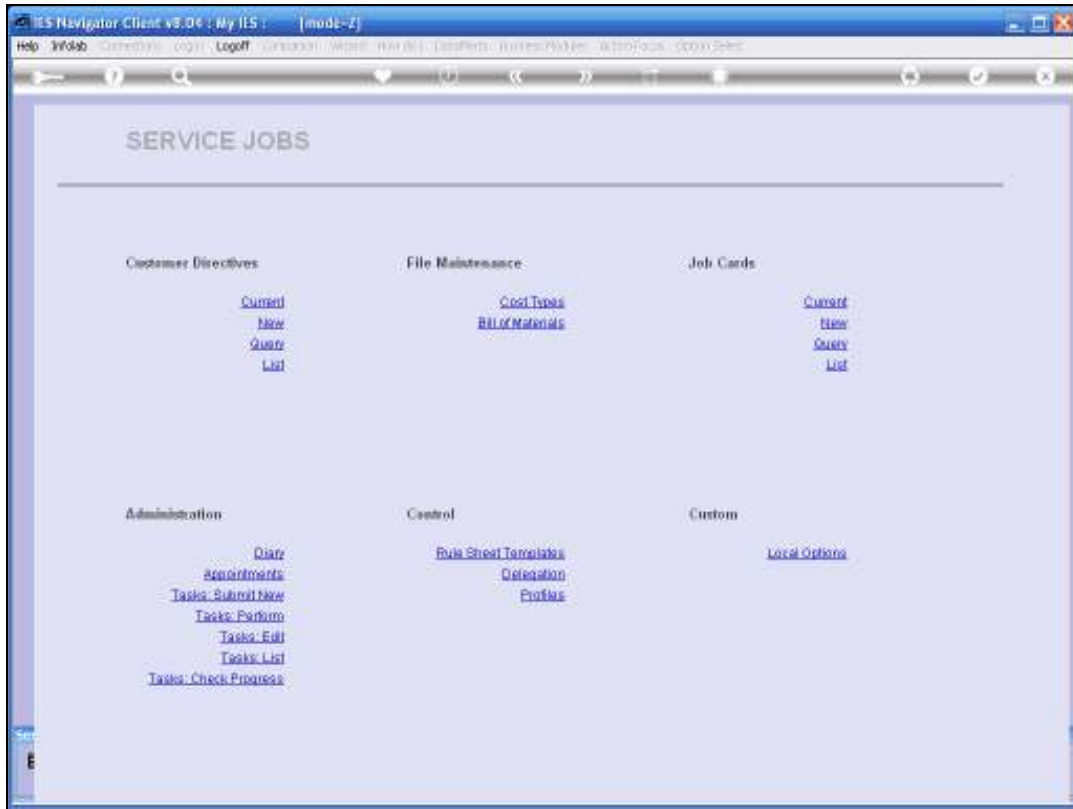 IES Navigator Client v8.04 : My IES : [mode=Z]
Help Infolab Logoff
SERVICE JOBS
Customer Directives File Maintenance Job Cards
Current Cost Types Current
New Bill of Materials New
Query Query
List List
Administration Control Custom
Diary Rule Sheet Templates Local Options
Appointments Delegation
Tasks: Submit New Profiles
Tasks: Perform
Tasks: Edit
Tasks: List
Tasks: Check Progress